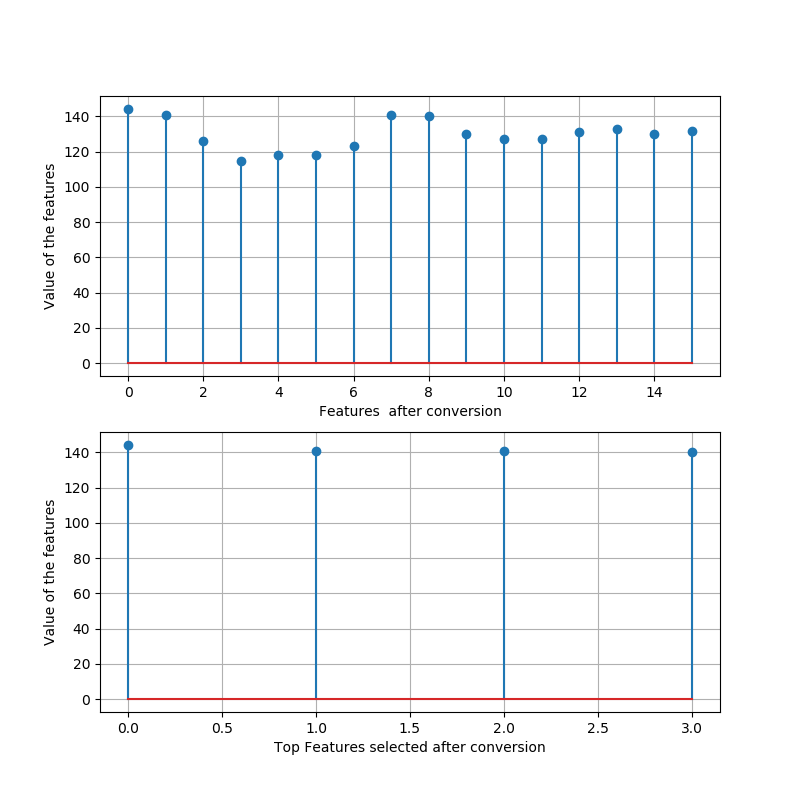 140
120
100
80
60
40
20
0
Value of the features
0 2 4 6 8 10 12 14
Features  after conversion
140
120
100
80
60
40
20
0
Value of the features
0.0 0.5 1.0 1.5 2.0 2.5 3.0
Top Features selected after conversion